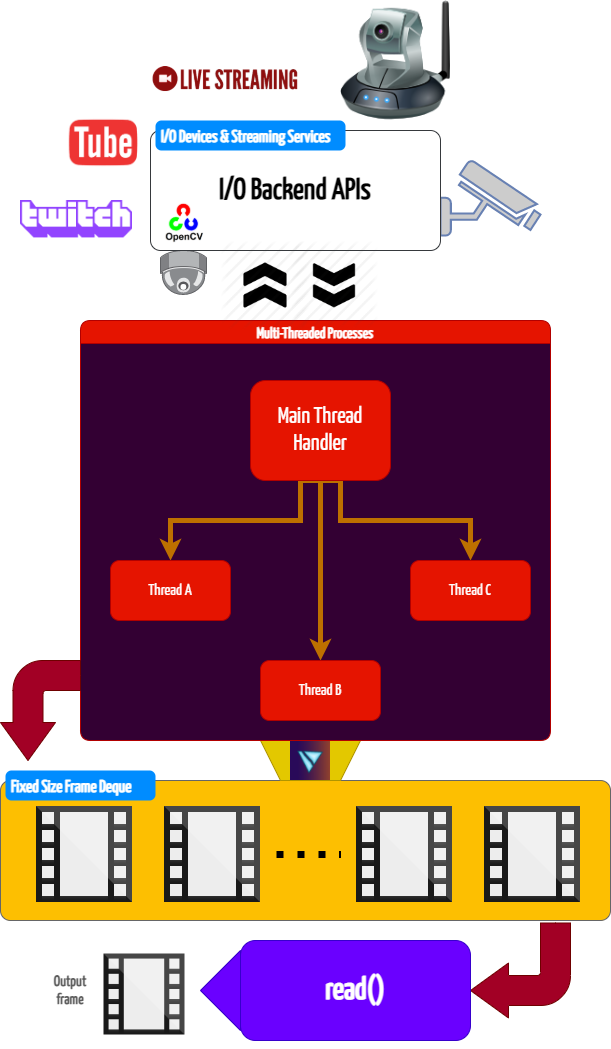 LIVE STREAMING
Tube
I/O Devices & Streaming Services
I/O Backend APIs
twitch
OpenCV
Multi-Threaded Processes
Main Thread
Handler
Thread A
Thread C
Thread B
Fixed Size Frame Deque
Output
frame
read()